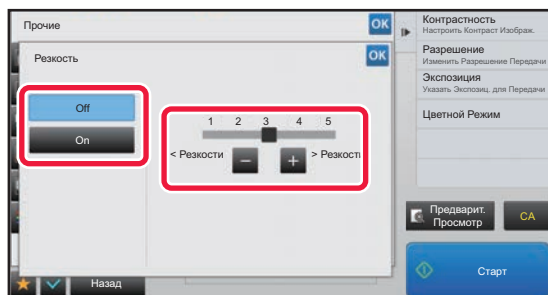 Прочие
OK
Резкость
OK
Off
On
1 2 3 4 5
< Резкости
> Резкости
Назад
Контрастность
Настроить Контраст Изображ.
Разрешение
Изменить Разрешение Передачи
Экспозиция
Указать Экспозиц. для Передачи
Цветной Режим
Предварит.
Просмотр
CA
Старт